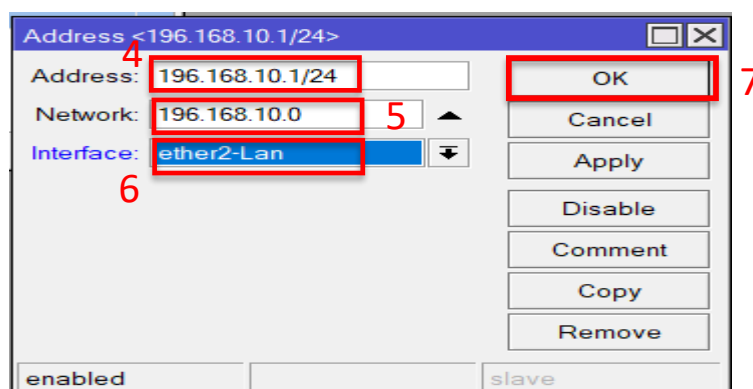 Address <196.168.10.1/24>
4
Address: 196.168.10.1/24 OK 7
Network: 196.168.10.0 5 Cancel
Interface: ether2-Lan Apply
6
Disable
Comment
Copy
Remove
enabled slave